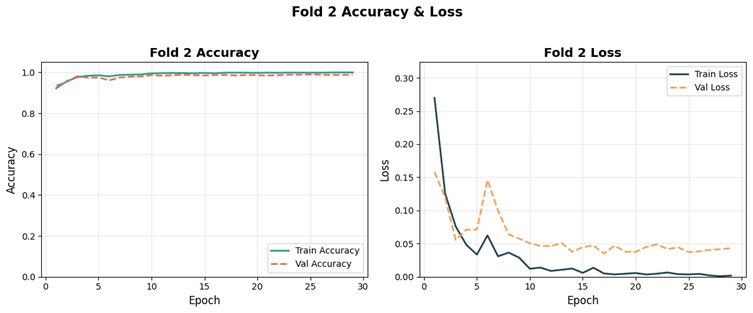 Fold 2 Accuracy & Loss
Fold 2 Accuracy
1.0
0.8
0.6
0.4
0.2
0.0
Accuracy
0 5 10 15 20 25 30
Epoch
Train Accuracy
Val Accuracy
Fold 2 Loss
0.30
0.25
0.20
0.15
0.10
0.05
0.00
Loss
0 5 10 15 20 25 30
Epoch
Train Loss
Val Loss